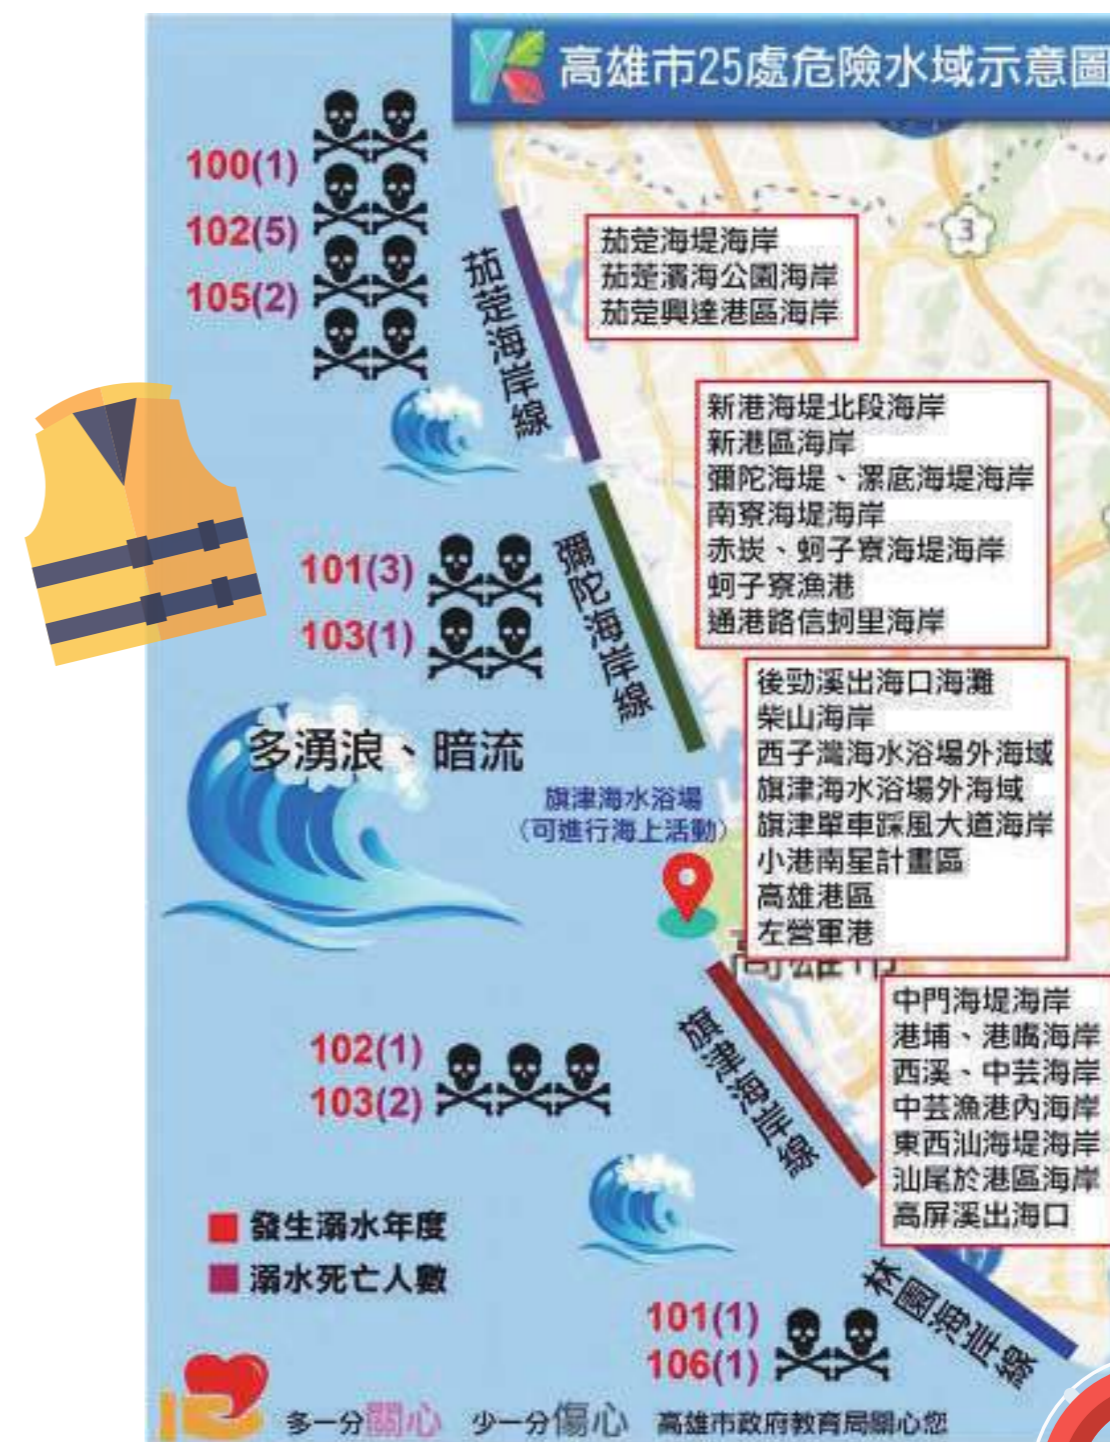 高雄市25處危險水域示意圖
100(1)
102(5)
105(2)
茄萣海岸線
3
茄萣海堤海岸
茄萣濱海公園海岸
茄萣興達港區海岸
新港海堤北段海岸
新港區海岸
彌陀海堤、漯底海堤海岸
南寮海堤海岸
赤崁、蚵子寮海堤海岸
蚵子寮漁港
通港路信蚵里海岸
101(3)
103(1)
彌陀海岸線
多湧浪、暗流
旗津海水浴場
(可進行海上活動)
後勁溪出海口海灘
柴山海岸
西子灣海水浴場外海域
旗津海水浴場外海域
旗津單車踩風大道海岸
小港南星計畫區
高雄港區
左營軍港
高雄市
中門海堤海岸
港埔、港嘴海岸
西溪、中芸海岸
中芸漁港內海岸
東西汕海堤海岸
汕尾於港區海岸
高屏溪出海口
102(1)
103(2)
旗津海岸線
發生溺水年度
溺水死亡人數
101(1)
106(1)
林園海岸線
多一分關心 少一分傷心 高雄市政府教育局關心您